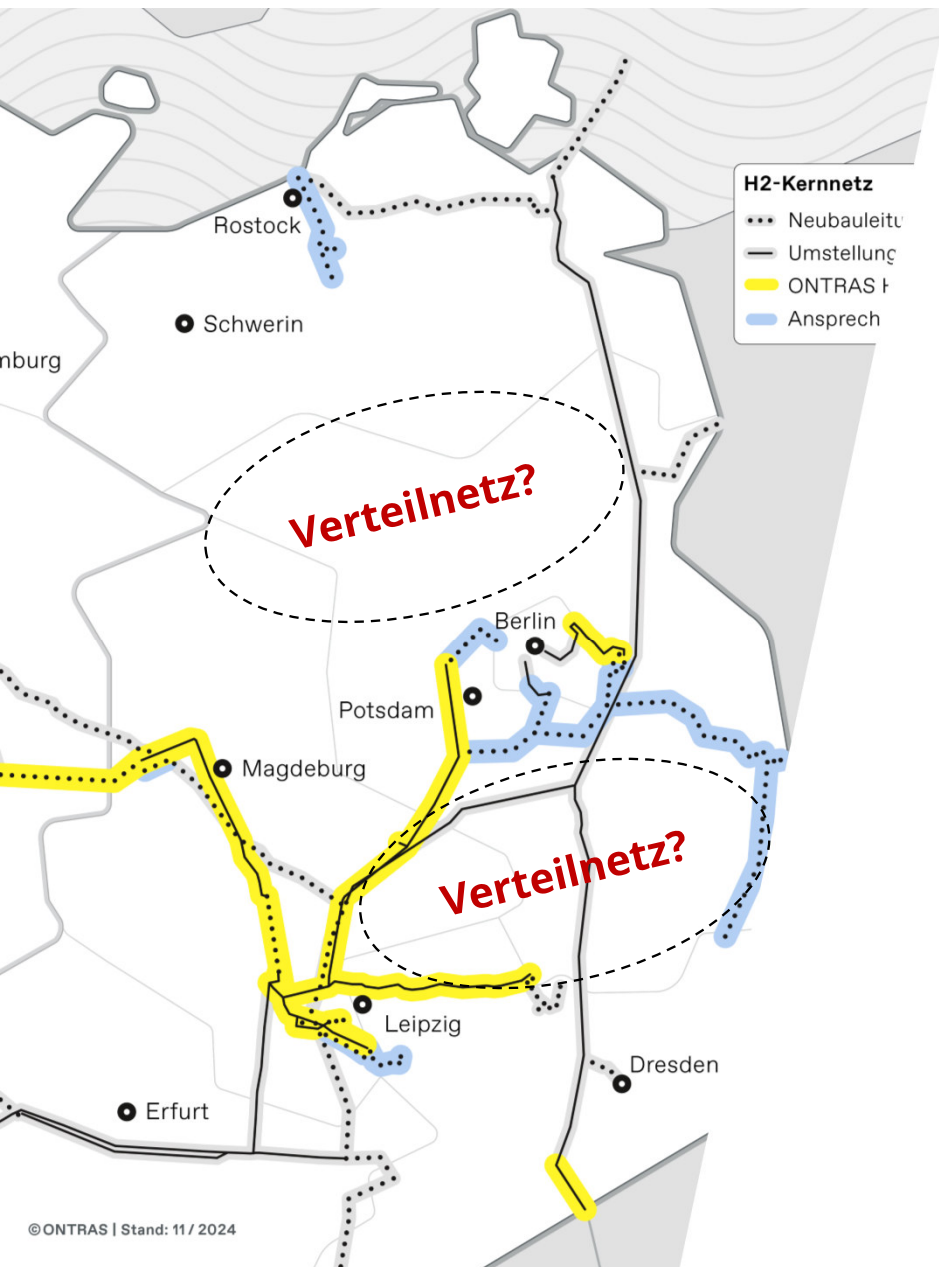 H2-Kernnetz
Neubauleitu
Umstellung
ONTRAS H
Ansprech
Rostock
Schwerin
mburg
Verteilnetz?
Berlin
Potsdam
Magdeburg
Verteilnetz?
Leipzig
Dresden
Erfurt
©ONTRAS | Stand: 11/2024